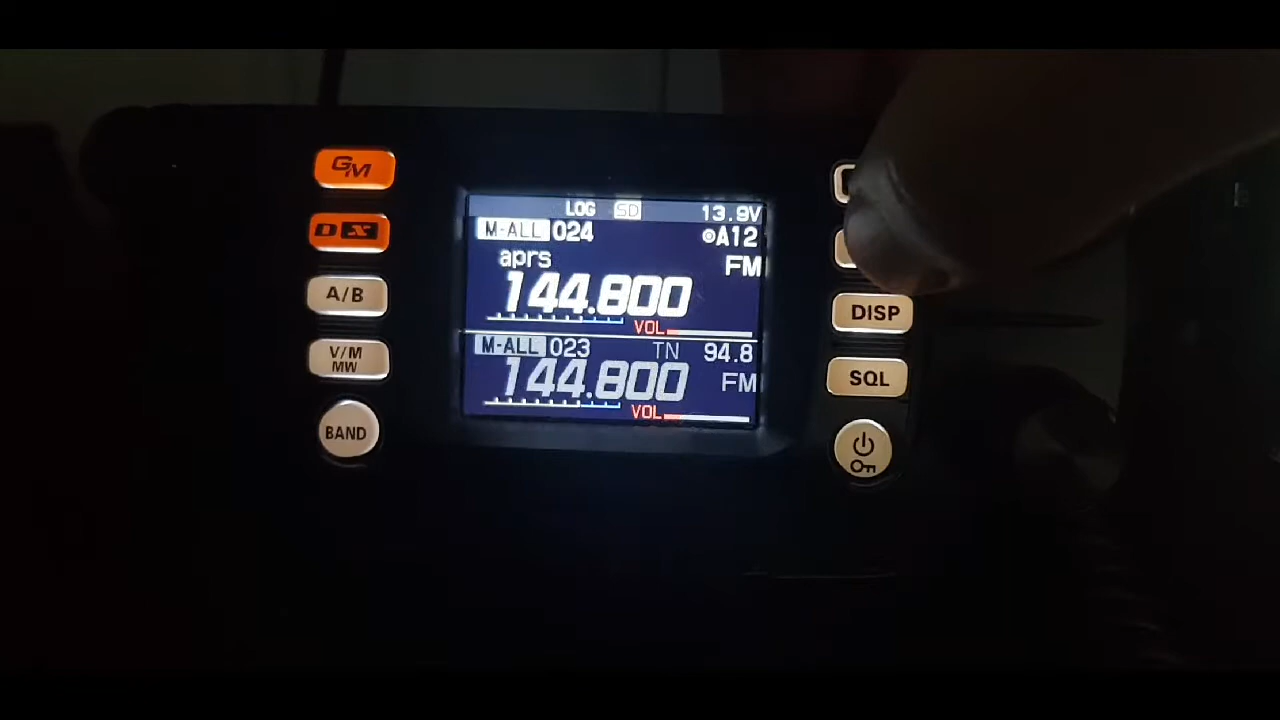 GM
LOG SD 13.9V
M-ALL 024 A12
D X
aprs FM
A/B
144.800
DISP
VOL
M-ALL 023 TN 94.8
V/M
MW
144.800 FM
SQL
VOL
BAND